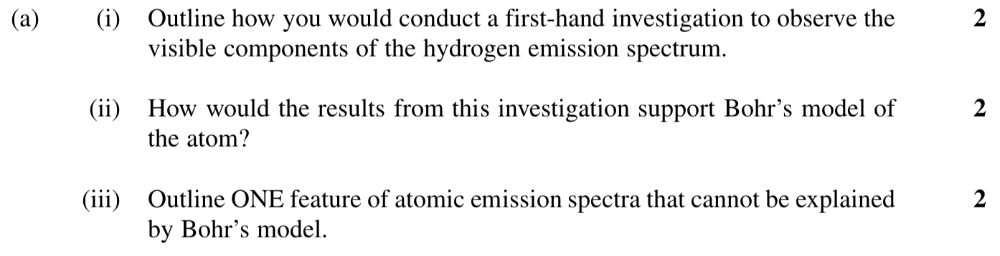 (a) (i) Outline how you would conduct a first-hand investigation to observe the 2
visible components of the hydrogen emission spectrum.
(ii) How would the results from this investigation support Bohr’s model of 2
the atom?
(iii) Outline ONE feature of atomic emission spectra that cannot be explained 2
by Bohr’s model.